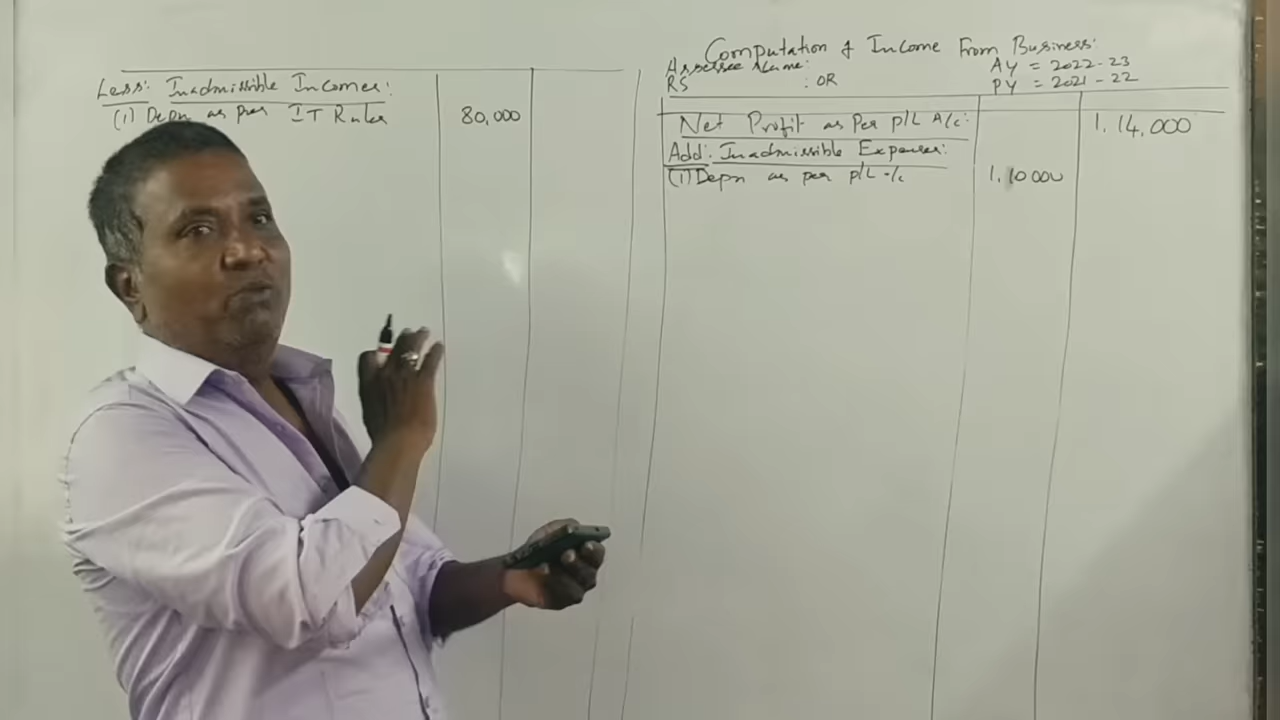 Less: Inadmissible Incomes:
(1) Depn as per IT Rules 80,000
Computation of Income From Business:
Assessee Name: AY = 2022-23
RS : OR PY = 2021-22
Net Profit as Per P/L A/c: 1,14,000
Add: Inadmissible Expenses:
(1) Depn as per P/L a/c 1,10000